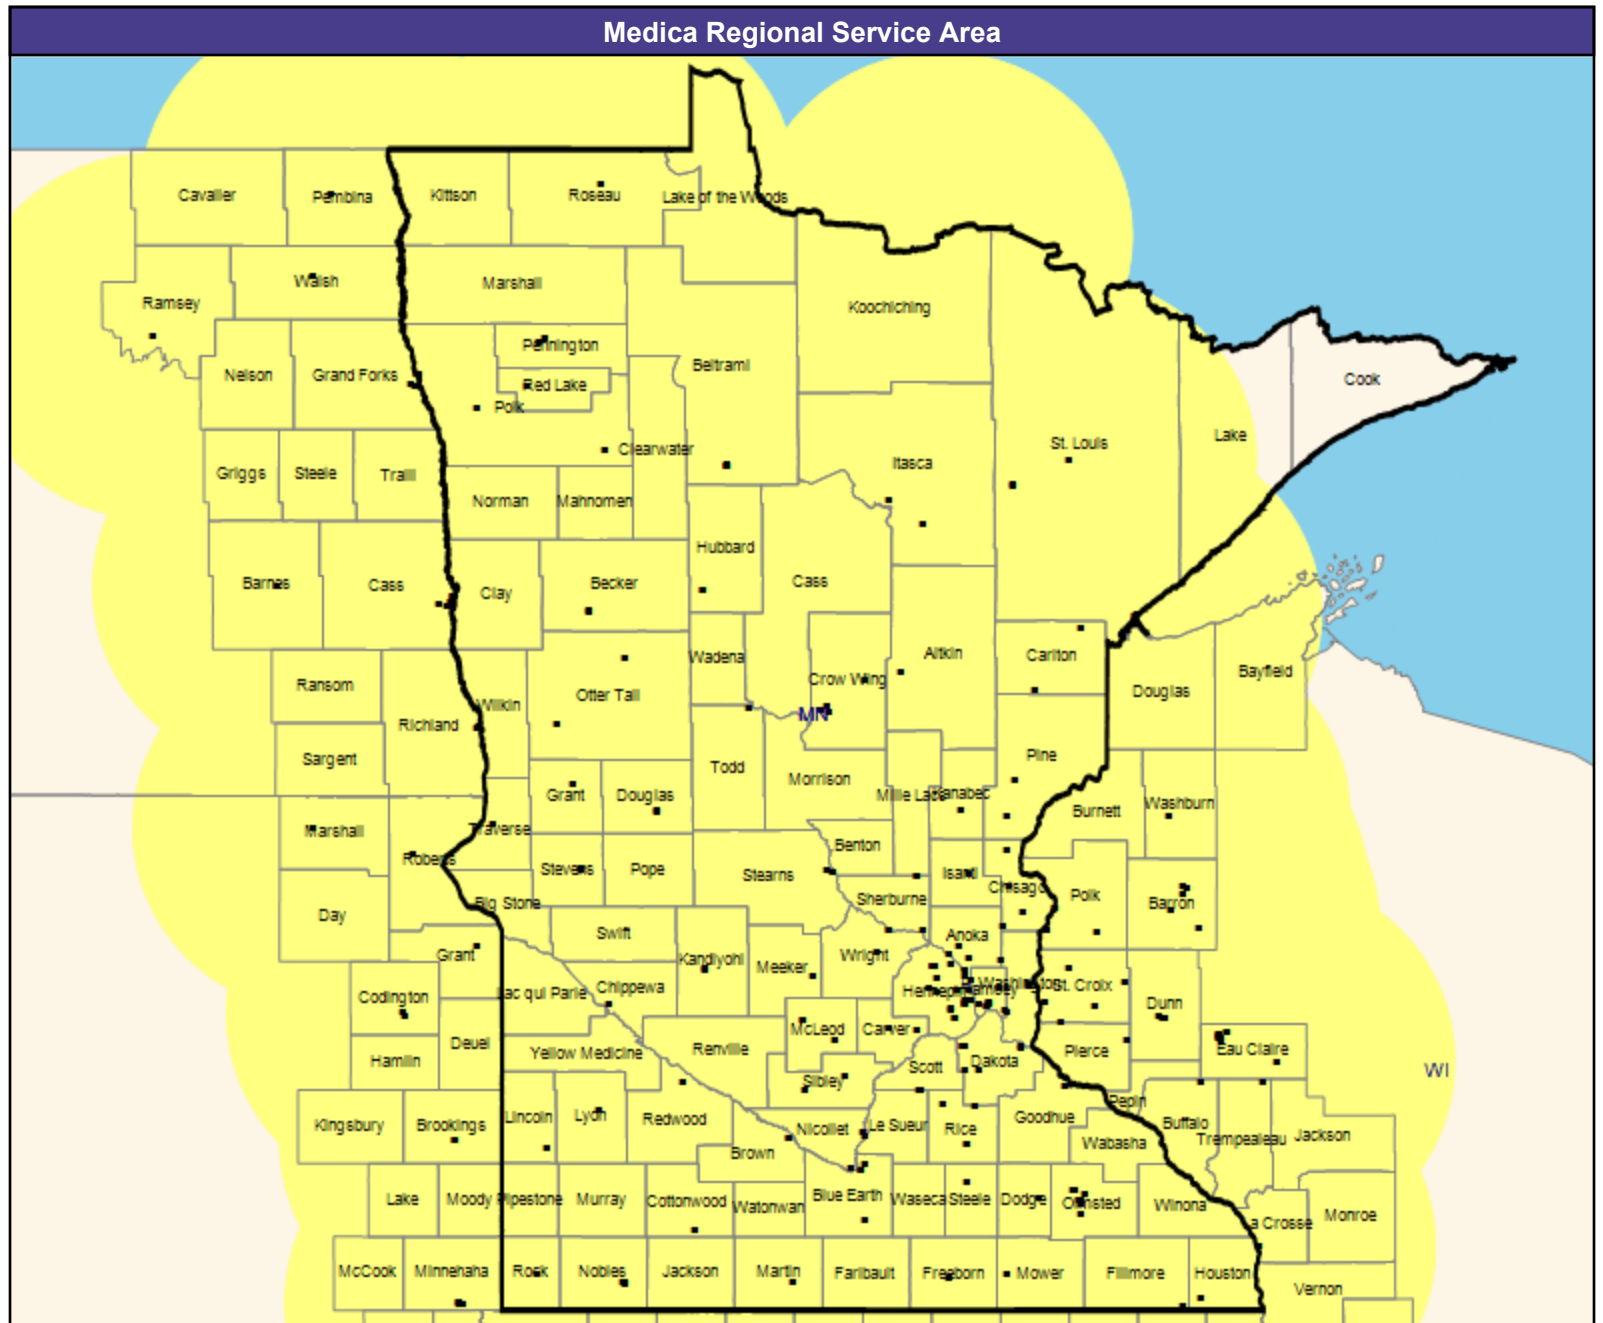 Medica Regional Service Area
Cavalier
Pembina
Kittson
Roseau
Lake of the Woods
Walsh
Marshall
Ramsey
Koochiching
Pennington
Beltrami
Nelson
Grand Forks
Red Lake
Cook
Polk
Lake
St. Louis
Clearwater
Itasca
Griggs
Steele
Traill
Norman
Mahnomen
Hubbard
Barnes
Cass
Clay
Becker
Cass
Aitkin
Carlton
Wadena
Crow Wing
Bayfield
Ransom
Otter Tail
Douglas
Wilkin
MN
Richland
Sargent
Pine
Todd
Morrison
Grant
Douglas
Mille Lacs
Kanabec
Washburn
Burnett
Marshall
Traverse
Benton
Roberts
Stevens
Pope
Stearns
Isanti
Chisago
Polk
Sherburne
Big Stone
Barron
Day
Swift
Anoka
Grant
Kandiyohi
Meeker
Wright
Washington
St. Croix
Codington
Lac qui Parle
Chippewa
Hennepin
Ramsey
Dunn
McLeod
Carver
Deuel
Yellow Medicine
Renville
Pierce
Eau Claire
Hamlin
Scott
Dakota
WI
Sibley
Pepin
Kingsbury
Brookings
Lincoln
Lyon
Redwood
Nicollet
Le Sueur
Rice
Goodhue
Buffalo
Wabasha
Trempealeau
Jackson
Brown
Lake
Moody
Pipestone
Murray
Cottonwood
Watonwan
Blue Earth
Waseca
Steele
Dodge
Olmsted
Winona
La Crosse
Monroe
McCook
Minnehaha
Rock
Nobles
Jackson
Martin
Faribault
Freeborn
Mower
Fillmore
Houston
Vernon